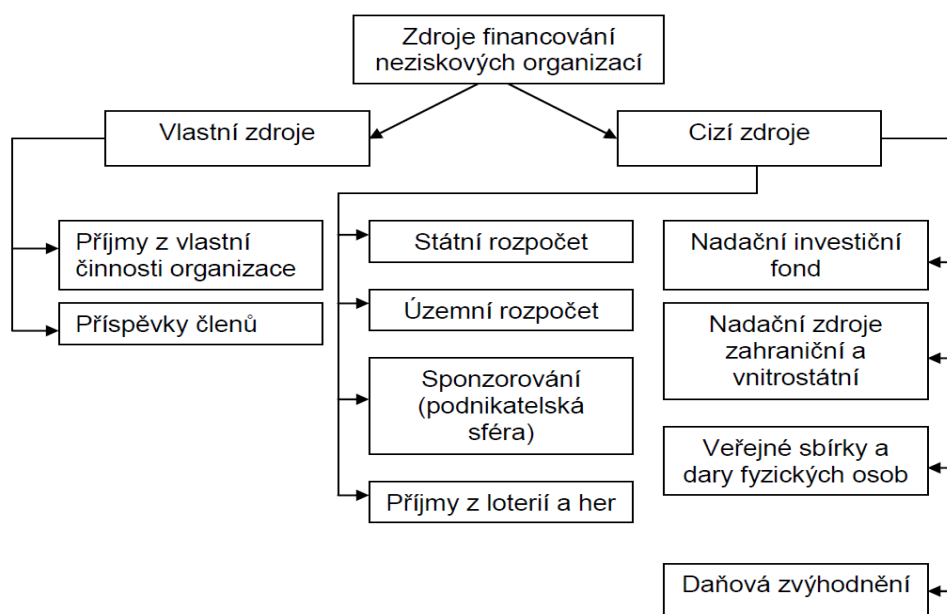 Zdroje financování
neziskových organizací
Vlastní zdroje
Cizí zdroje
Příjmy z vlastní
činnosti organizace
Příspěvky členů
Státní rozpočet
Územní rozpočet
Sponzorování
(podnikatelská
sféra)
Příjmy z loterií a her
Nadační investiční
fond
Nadační zdroje
zahraniční a
vnitrostátní
Veřejné sbírky a
dary fyzických osob
Daňová zvýhodnění